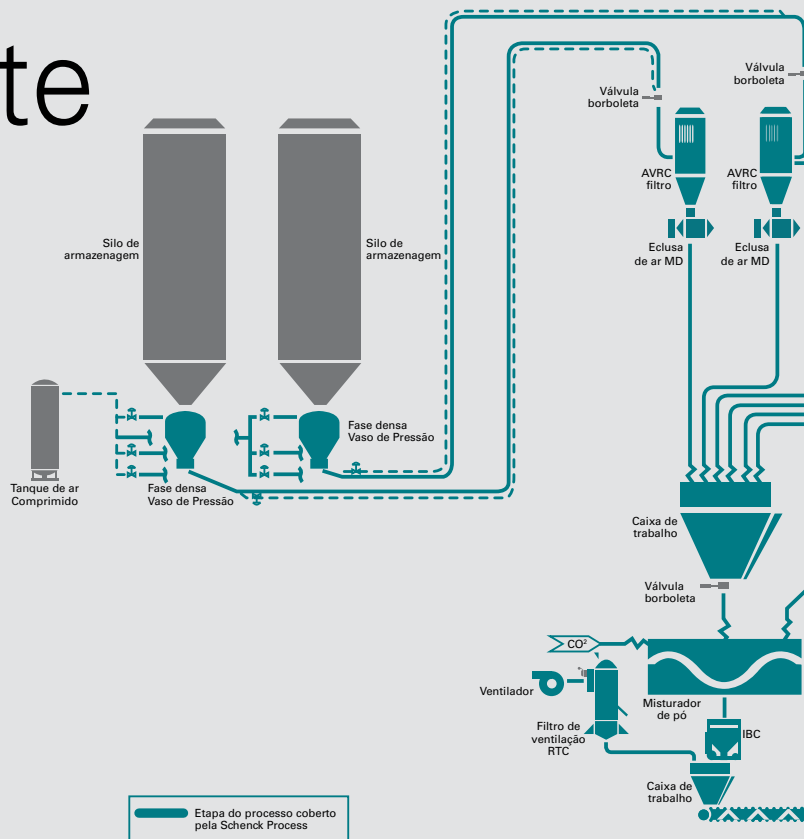 te
Válvula
borboleta
Válvula
borboleta
AVRC
filtro
AVRC
filtro
Silo de
armazenagem
Silo de
armazenagem
Eclusa
de ar MD
Eclusa
de ar MD
Fase densa
Vaso de Pressão
Tanque de ar
Comprimido
Fase densa
Vaso de Pressão
Caixa de
trabalho
Válvula
borboleta
CO²
Ventilador
Misturador
de pó
Filtro de
ventilação
RTC
IBC
Caixa de
trabalho
Etapa do processo coberto
pela Schenck Process